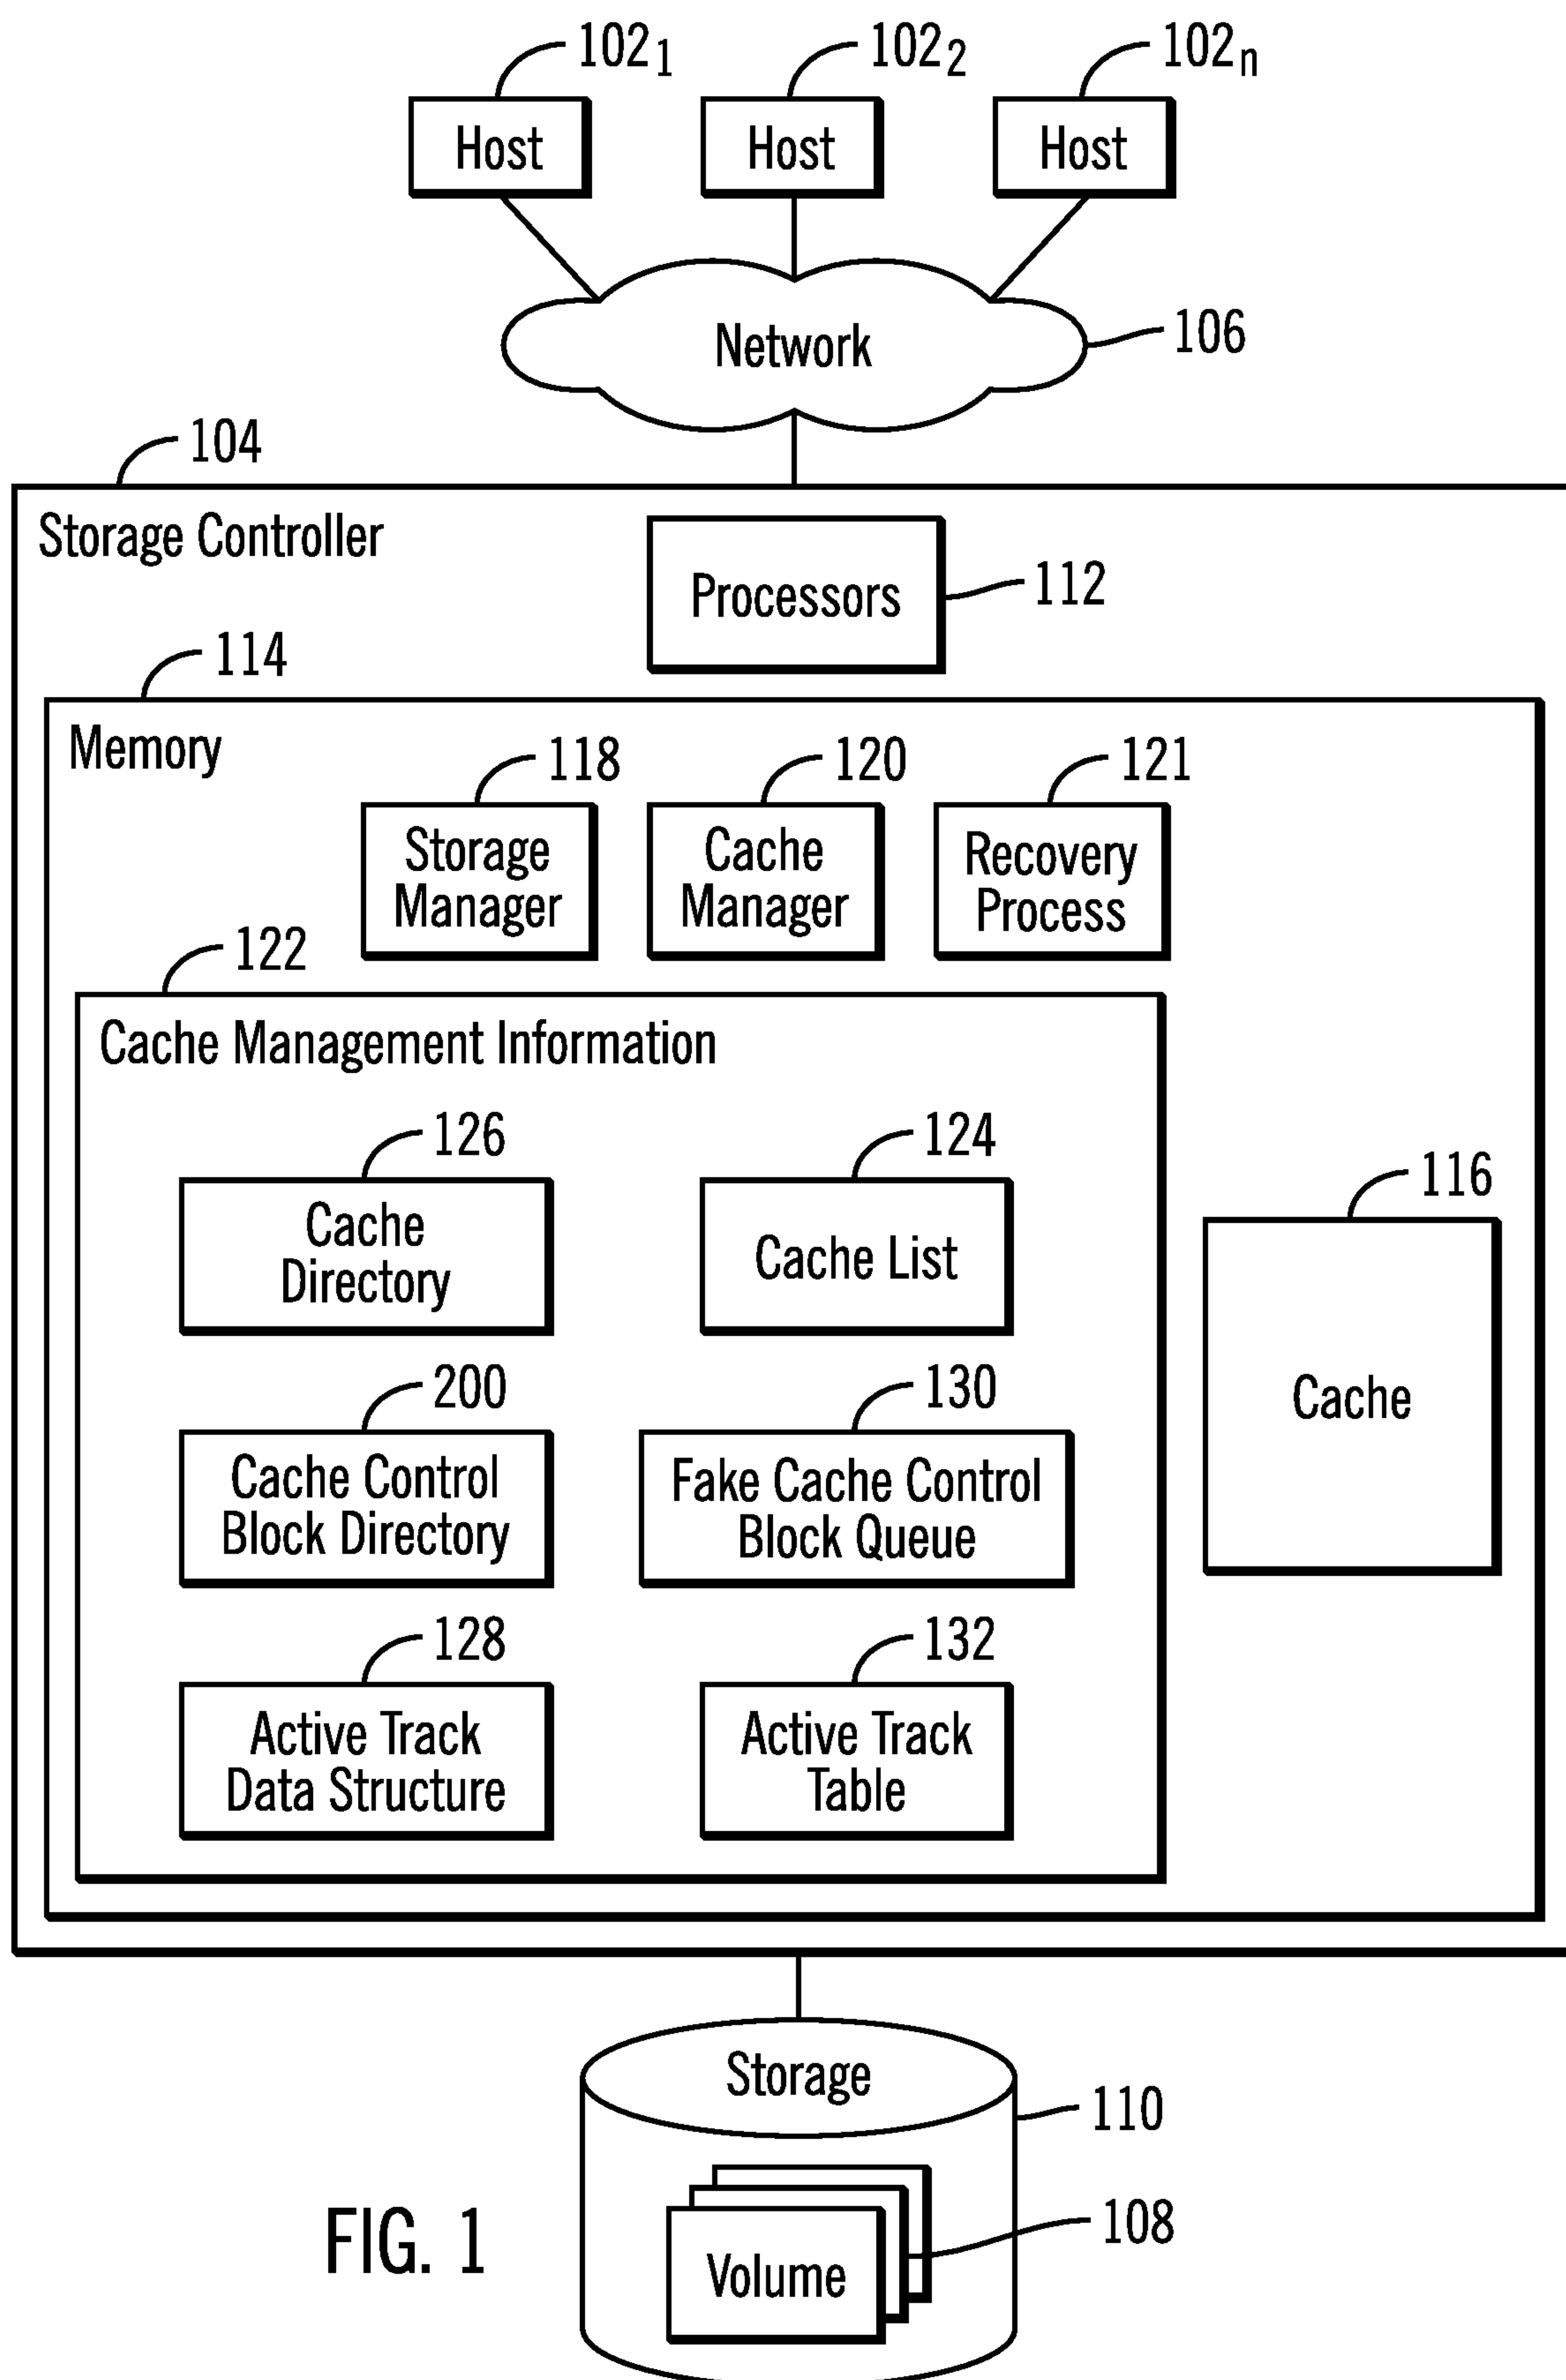 102₁ 102₂ 102ₙ
Host Host Host
Network
106
104
Storage Controller
Processors
112
114
Memory
118 120 121
Storage Manager
Cache Manager
Recovery Process
122
Cache Management Information
126 124
Cache
Directory
Cache List
116
Cache
200 130
Cache Control
Block Directory
Fake Cache Control
Block Queue
128 132
Active Track
Data Structure
Active Track
Table
Storage
110
108
Volume
FIG. 1